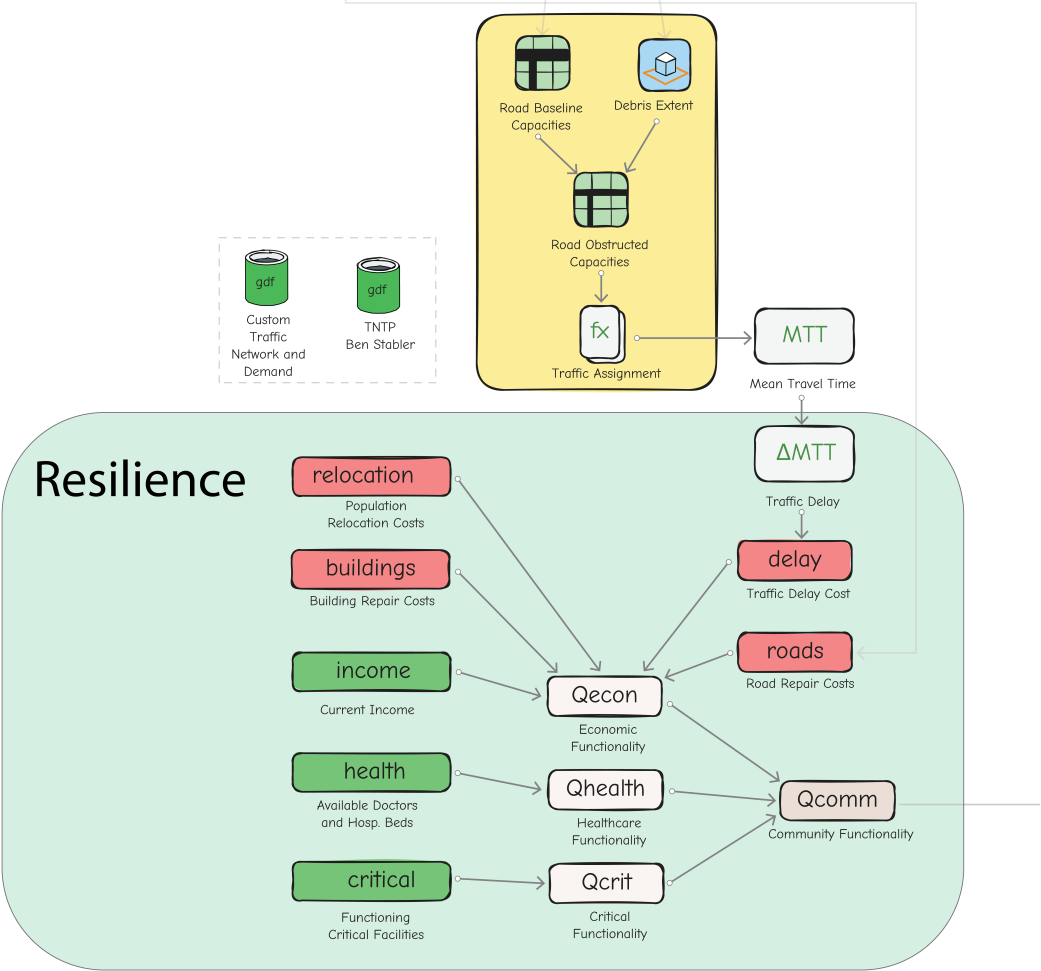 Road Baseline
Capacities
Debris Extent
Road Obstructed
Capacities
fx
Traffic Assignment
gdf
Custom
Traffic
Network and
Demand
gdf
TNTP
Ben Stabler
MTT
Mean Travel Time
ΔMTT
Traffic Delay
Resilience
relocation
Population
Relocation Costs
buildings
Building Repair Costs
income
Current Income
health
Available Doctors
and Hosp. Beds
critical
Functioning
Critical Facilities
delay
Traffic Delay Cost
roads
Road Repair Costs
Qecon
Economic
Functionality
Qhealth
Healthcare
Functionality
Qcrit
Critical
Functionality
Qcomm
Community Functionality